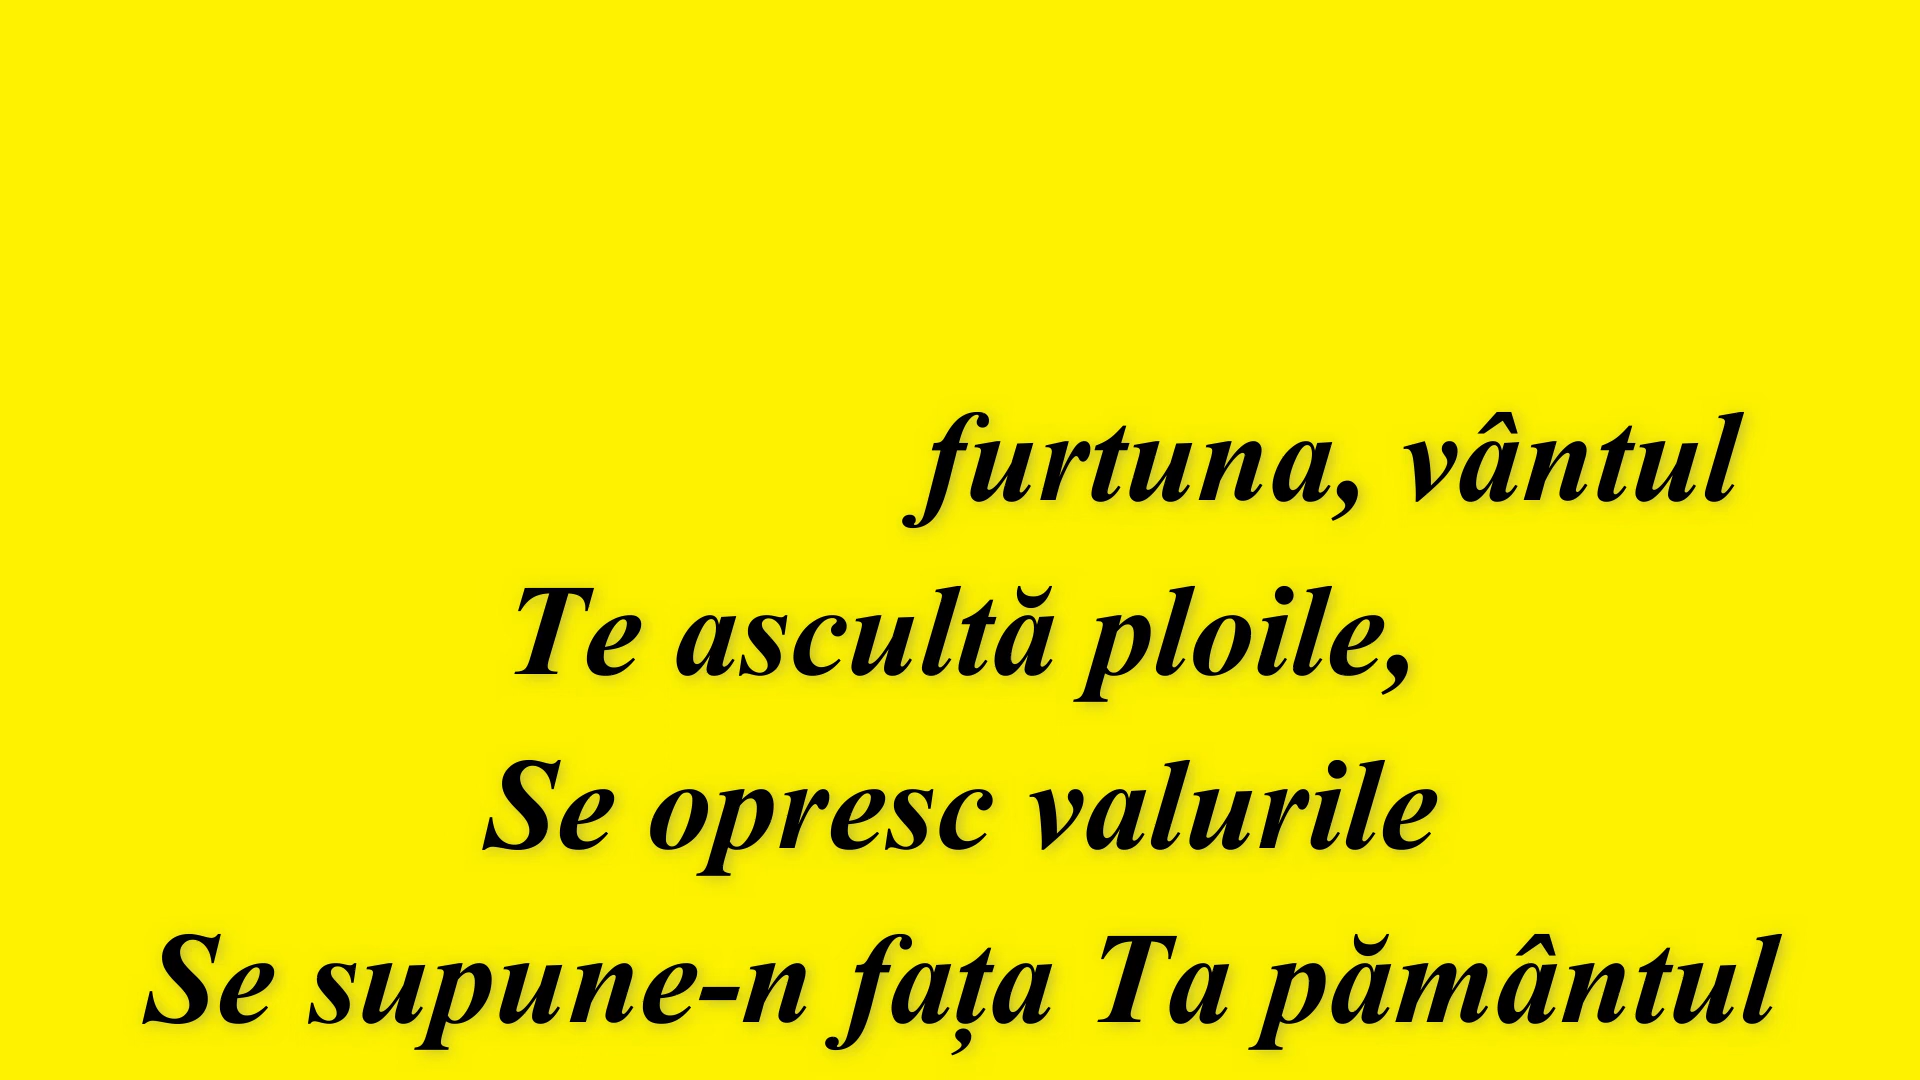 furtuna, vântul
Te ascultă ploile,
Se opresc valurile
Se supune-n fața Ta pământul